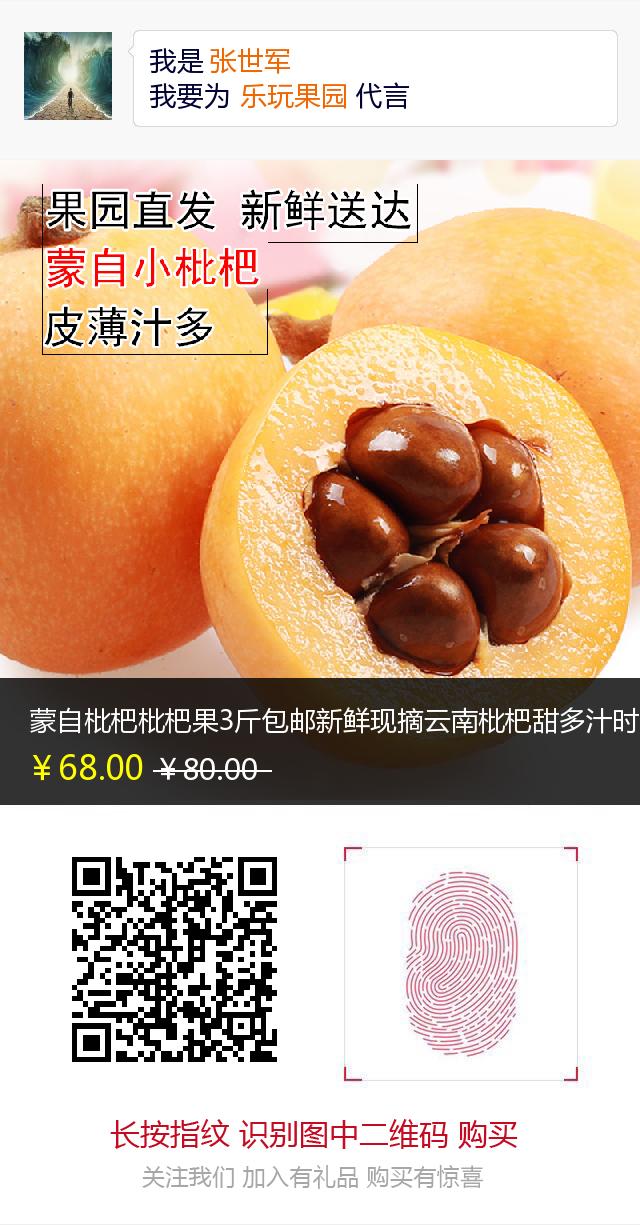 我是 张世军
我要为 乐玩果园 代言
果园直发 新鲜送达
蒙自小枇杷
皮薄汁多
蒙自枇杷枇杷果3斤包邮新鲜现摘云南枇杷甜多汁时
￥68.00 ￥80.00
长按指纹 识别图中二维码 购买
关注我们 加入有礼品 购买有惊喜